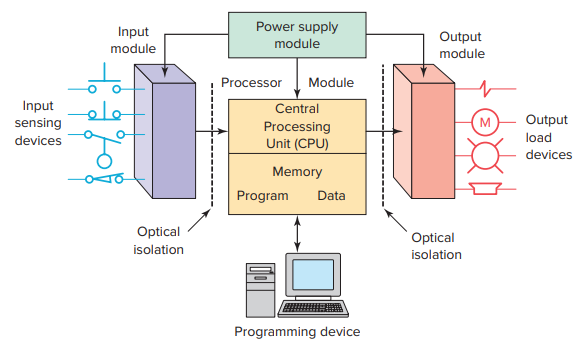 Power supply
module
Input
module
Output
module
Processor Module
Input
sensing
devices
Central
Processing
Unit (CPU)
Memory
Program Data
M
Output
load
devices
Optical
isolation
Optical
isolation
Programming device